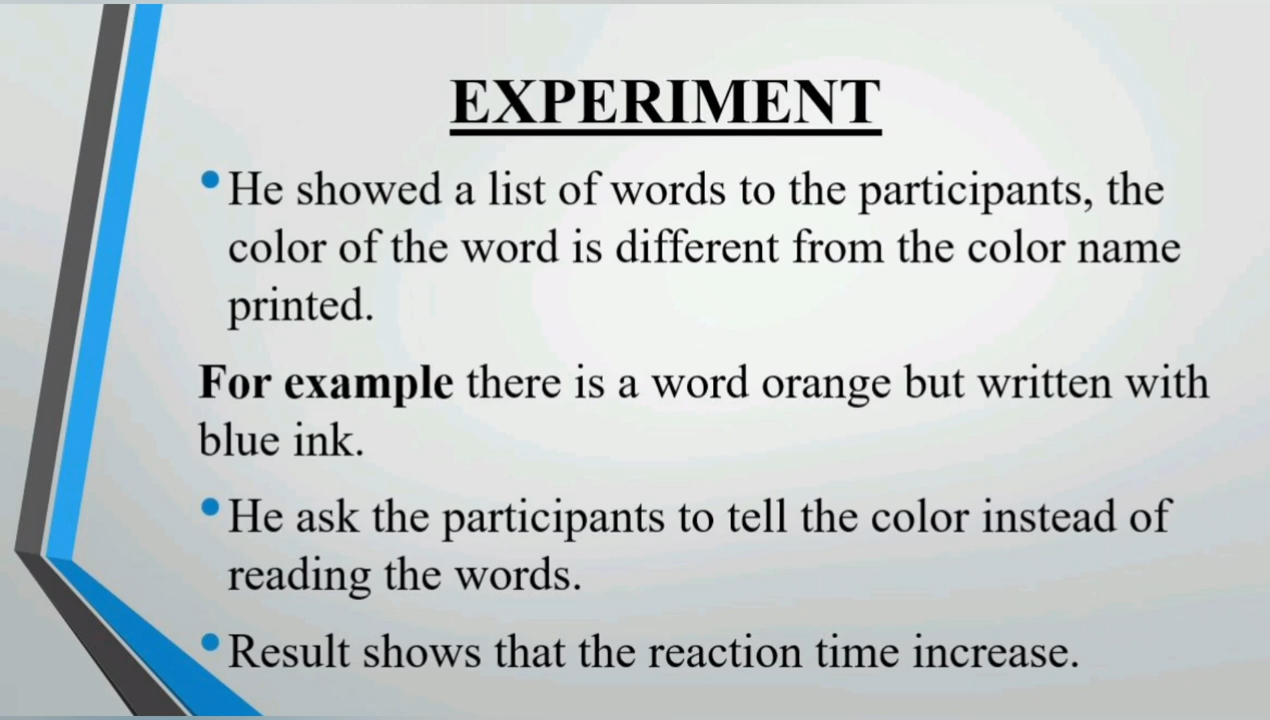 EXPERIMENT
•He showed a list of words to the participants, the
color of the word is different from the color name
printed.
For example there is a word orange but written with
blue ink.
•He ask the participants to tell the color instead of
reading the words.
•Result shows that the reaction time increase.